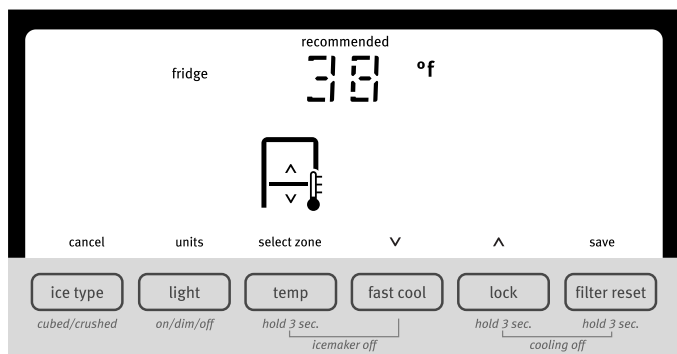 recommended
fridge 38 °f
cancel units select zone ∨ ∧ save
ice type light temp fast cool lock filter reset
cubed/crushed on/dim/off hold 3 sec. hold 3 sec. hold 3 sec.
icemaker off cooling off